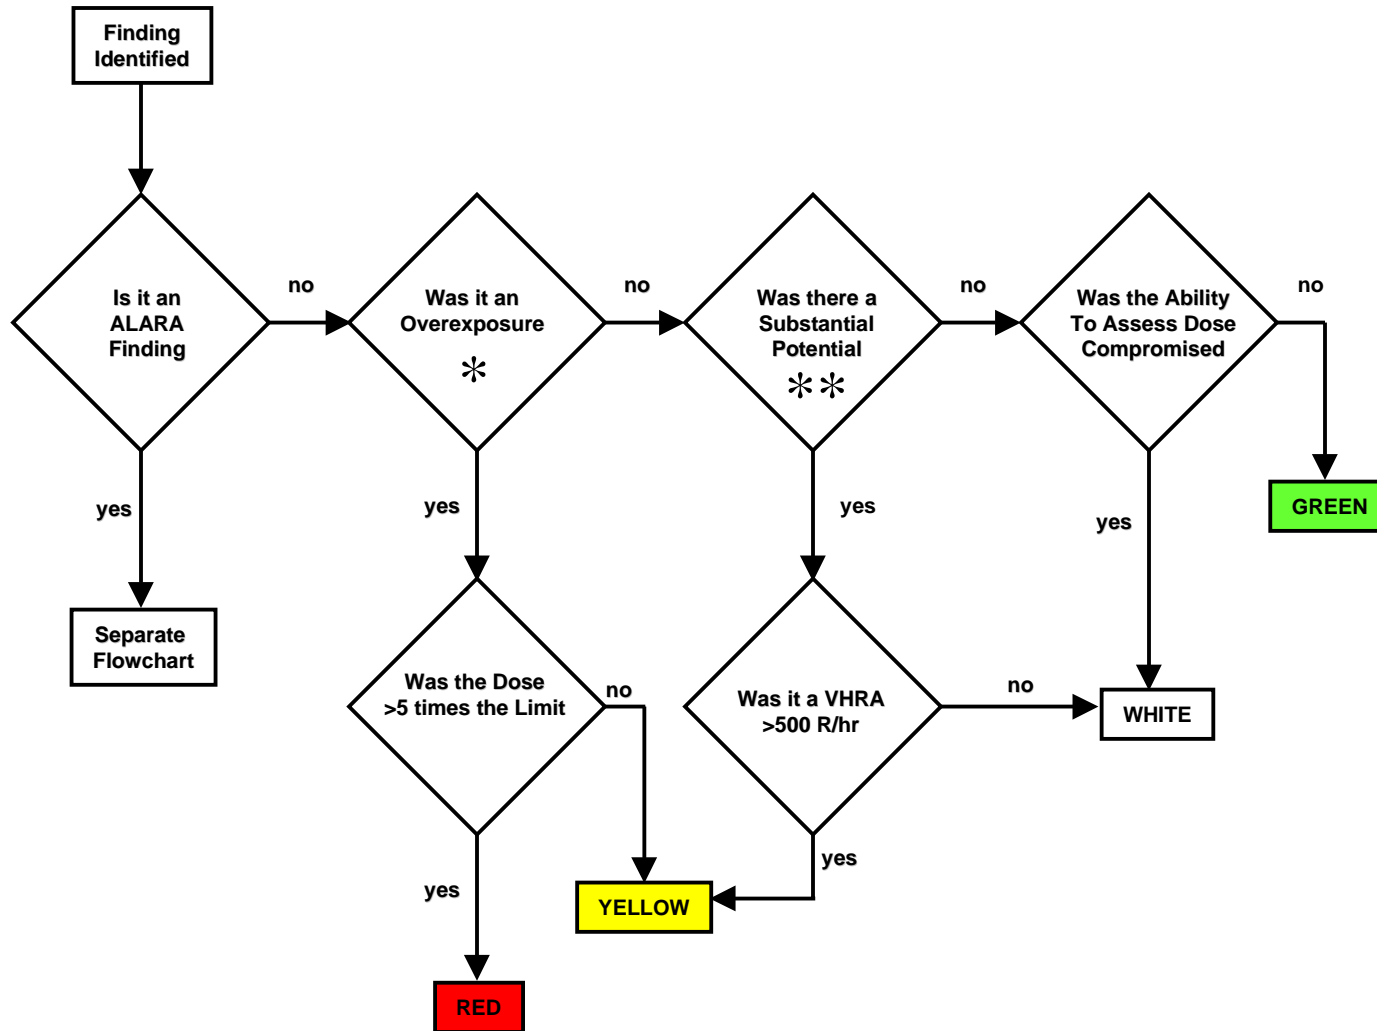 Finding
Identified
Is it an
ALARA
Finding
no
Was it an
Overexposure
*
no
Was there a
Substantial
Potential
**
no
Was the Ability
To Assess Dose
Compromised
no
yes
yes
yes
yes
GREEN
Separate
Flowchart
Was the Dose
>5 times the Limit
no
Was it a VHRA
>500 R/hr
no
WHITE
yes
yes
YELLOW
RED